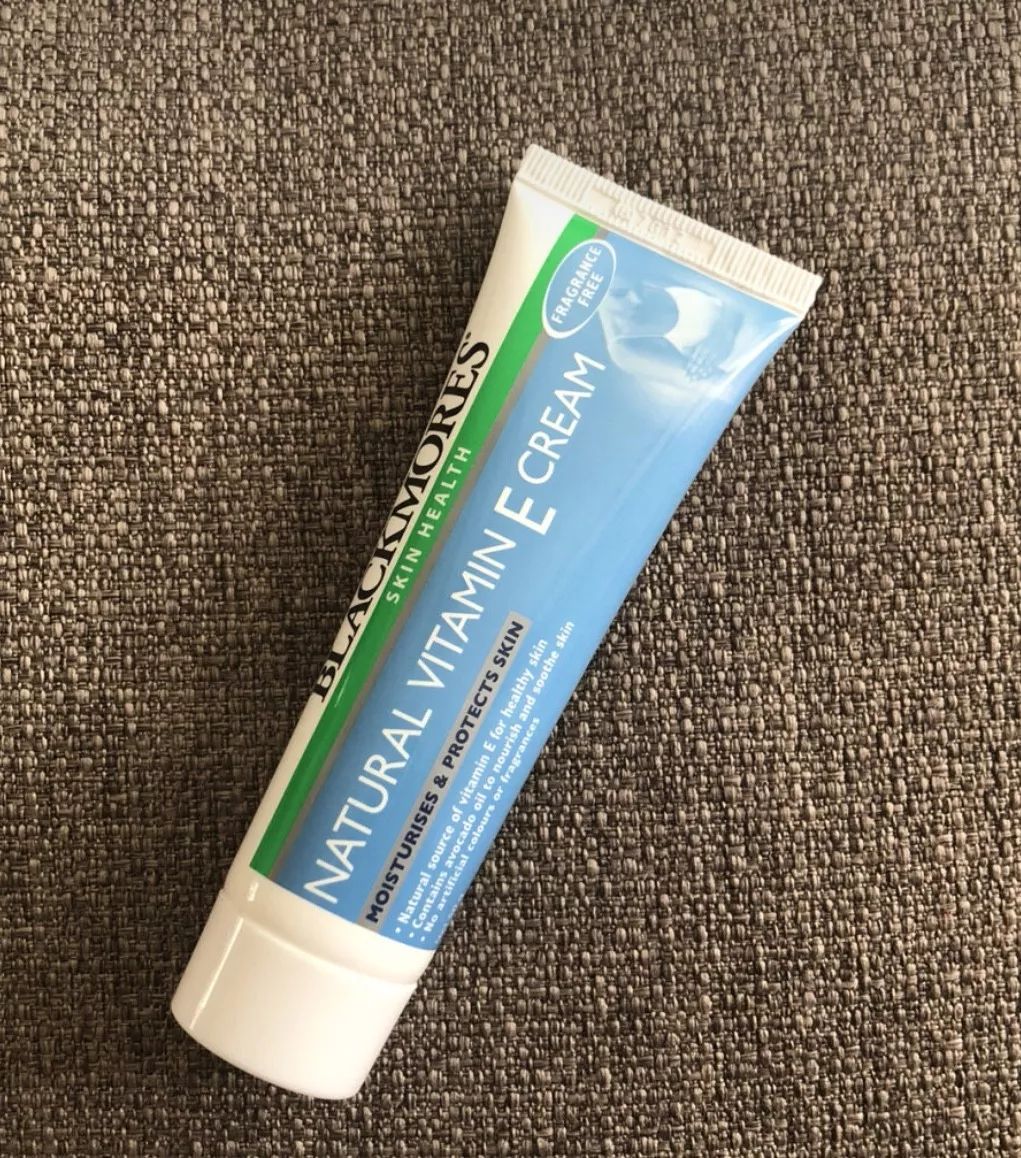 BLACKMORES®
SKIN HEALTH
FRAGRANCE
FREE
NATURAL VITAMIN E CREAM
MOISTURISES & PROTECTS SKIN
• Natural source of vitamin E for healthy skin
• Contains avocado oil to nourish and soothe skin
• No artificial colours or fragrances